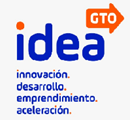 GTO
idea
innovación.
desarrollo.
emprendimiento.
aceleración.